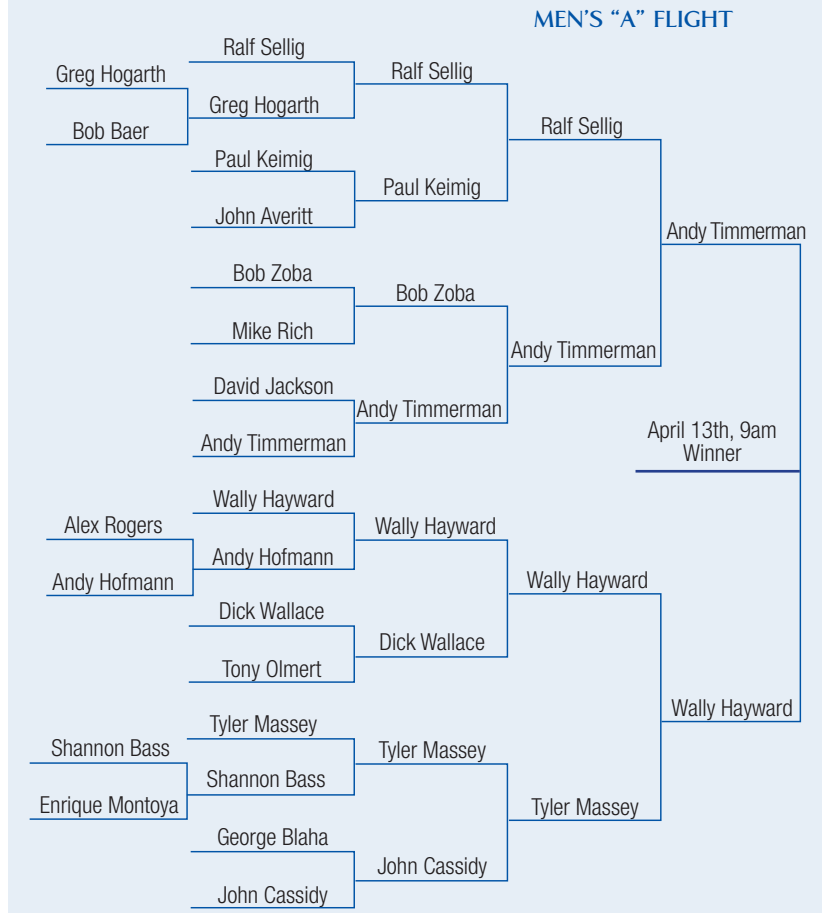 MEN'S "A" FLIGHT
Ralf Sellig
Greg Hogarth
Ralf Sellig
Greg Hogarth
Bob Baer
Ralf Sellig
Paul Keimig
Paul Keimig
John Averitt
Andy Timmerman
Bob Zoba
Bob Zoba
Mike Rich
Andy Timmerman
David Jackson
Andy Timmerman
Andy Timmerman
April 13th, 9am
Winner
Wally Hayward
Alex Rogers
Wally Hayward
Andy Hofmann
Andy Hofmann
Wally Hayward
Dick Wallace
Dick Wallace
Tony Olmert
Wally Hayward
Tyler Massey
Shannon Bass
Tyler Massey
Shannon Bass
Enrique Montoya
Tyler Massey
George Blaha
John Cassidy
John Cassidy